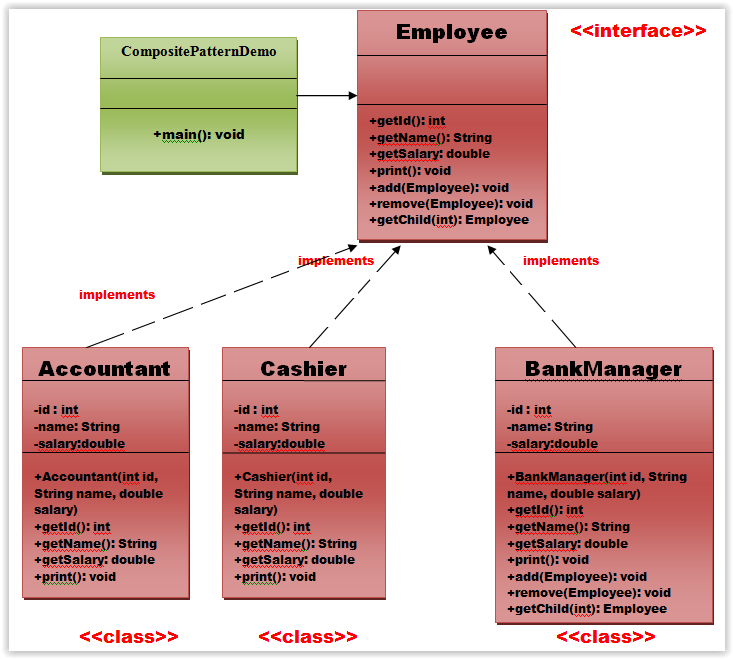 CompositePatternDemo
+main(): void
Employee
<<interface>>
+getId(): int
+getName(): String
+getSalary: double
+print(): void
+add(Employee): void
+remove(Employee): void
+getChild(int): Employee
implements
implements
implements
Accountant
-id : int
-name: String
-salary:double
+Accountant(int id,
String name, double
salary)
+getId(): int
+getName(): String
+getSalary: double
+print(): void
<<class>>
Cashier
-id : int
-name: String
-salary:double
+Cashier(int id,
String name, double
salary)
+getId(): int
+getName(): String
+getSalary: double
+print(): void
<<class>>
BankManager
-id : int
-name: String
-salary:double
+BankManager(int id, String
name, double salary)
+getId(): int
+getName(): String
+getSalary: double
+print(): void
+add(Employee): void
+remove(Employee): void
+getChild(int): Employee
<<class>>